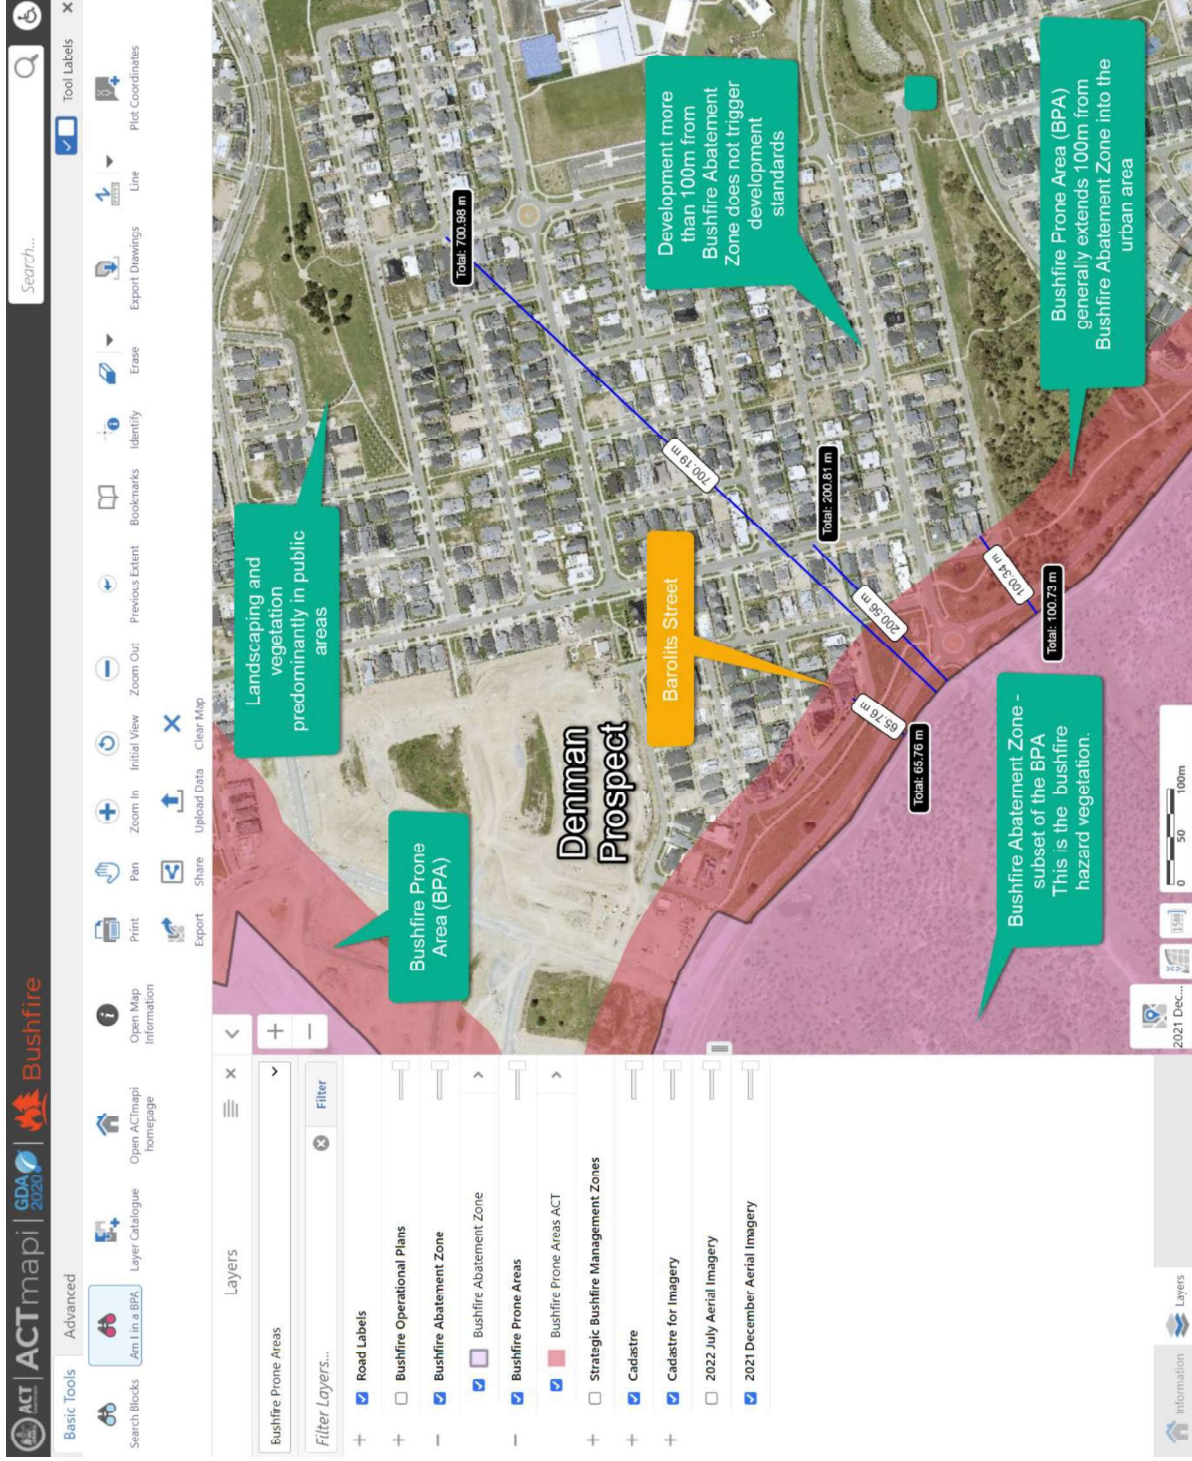 ACT
ACTmapi
GDA
2020
Bushfire
Search...
Basic Tools
Advanced
Tool Labels
Search Blocks
Am I in a BPA
Layer Catalogue
Open ACTmapi
homepage
Open Map
Information
Print
Pan
Zoom In
Initial View
Zoom Out
Previous Extent
Bookmarks
Identify
Erase
Export Drawings
Line
Plot Coordinates
Export
Share
Upload Data
Clear Map
Layers
Bushfire Prone Areas
Filter Layers...
Filter
Road Labels
Bushfire Operational Plans
Bushfire Abatement Zone
Bushfire Abatement Zone
Bushfire Prone Areas
Bushfire Prone Areas ACT
Strategic Bushfire Management Zones
Cadastre
Cadastre for Imagery
2022 July Aerial Imagery
2021 December Aerial Imagery
Information
Layers
Landscaping and
vegetation
predominantly in public
areas
Bushfire Prone
Area (BPA)
Denman
Prospect
Barolits Street
Total: 700.98 m
700.19 m
Total: 200.81 m
200.56 m
65.76 m
Total: 65.76 m
100.34 m
Total: 100.73 m
Development more
than 100m from
Bushfire Abatement
Zone does not trigger
development
standards
Bushfire Prone Area (BPA)
generally extends 100m from
Bushfire Abatement Zone into the
urban area
Bushfire Abatement Zone -
subset of the BPA
This is the bushfire
hazard vegetation.
2021 Dec...
0 50 100m